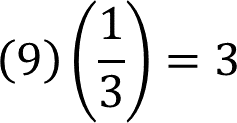 (9)(1/3) = 3